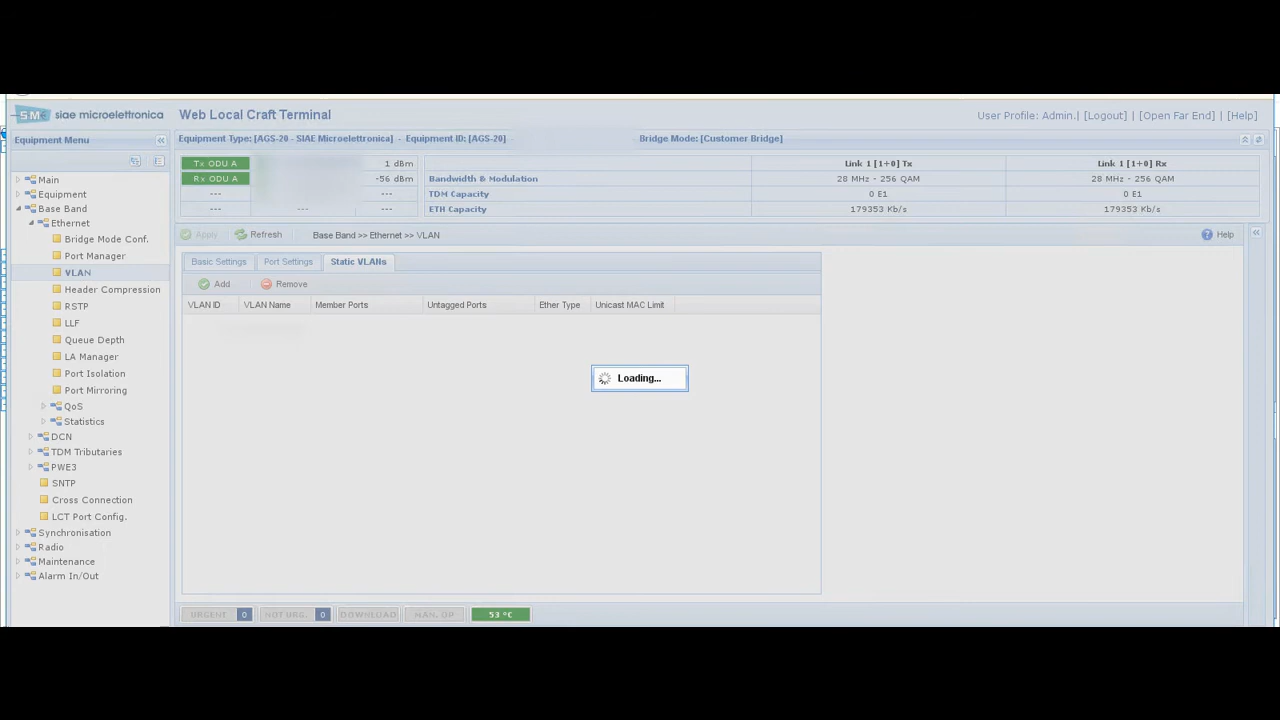 SM siae microelettronica
Web Local Craft Terminal
User Profile: Admin. | [Logout] | [Open Far End] | [Help]
Equipment Menu
Equipment Type: [AGS-20 - SIAE Microelectronica] - Equipment ID: [AGS-20]
Bridge Mode: [Customer Bridge]
Tx ODU A 1 dBm
Link 1 [1+0] Tx
Link 1 [1+0] Rx
Rx ODU A -56 dBm
Bandwidth & Modulation 28 MHz - 256 QAM 28 MHz - 256 QAM
--- ---
TDM Capacity 0 E1 0 E1
--- --- ---
ETH Capacity 179353 Kb/s 179353 Kb/s
Apply
Refresh
Base Band >> Ethernet >> VLAN
Help
Main
Equipment
Base Band
Ethernet
Bridge Mode Conf.
Port Manager
VLAN
Header Compression
RSTP
LLF
Queue Depth
LA Manager
Port Isolation
Port Mirroring
QoS
Statistics
DCN
TDM Tributaries
PWE3
SNTP
Cross Connection
LCT Port Config.
Synchronisation
Radio
Maintenance
Alarm In/Out
Basic Settings
Port Settings
Static VLANs
Add
Remove
VLAN ID
VLAN Name
Member Ports
Untagged Ports
Ether Type
Unicast MAC Limit
Loading...
URGENT 0
NOT URG. 0
DOWNLOAD
MAN. OP
53 °C